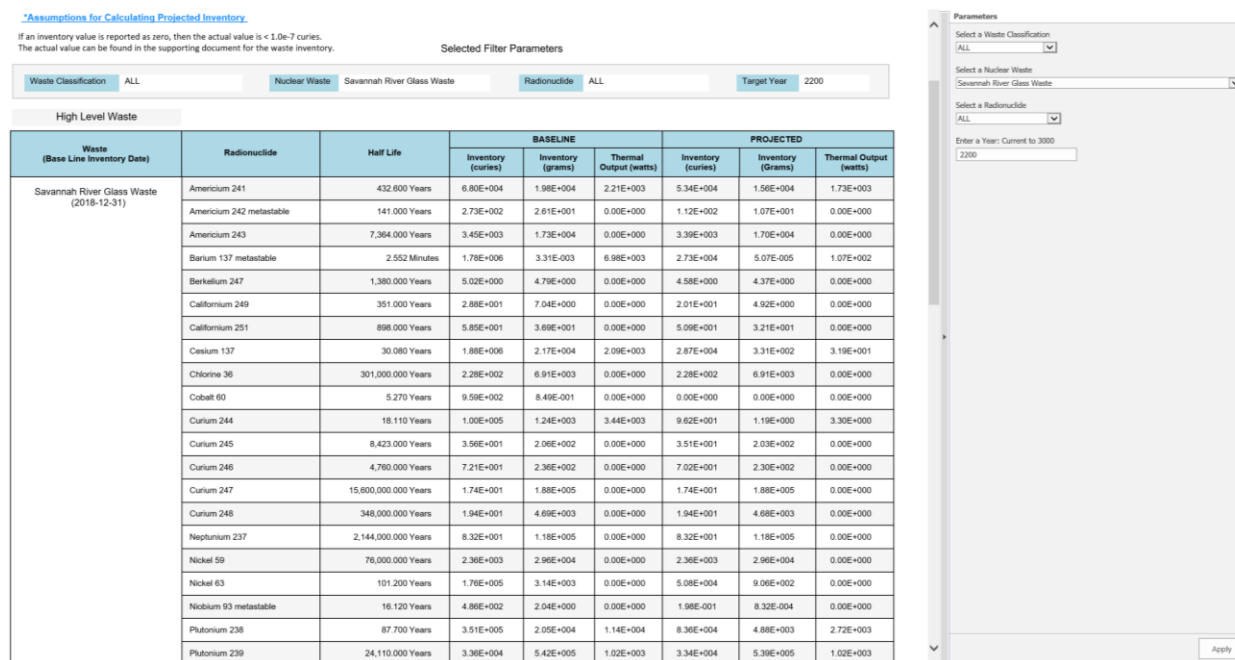 *Assumptions for Calculating Projected Inventory
If an inventory value is reported as zero, then the actual value is < 1.0e-7 curies.
The actual value can be found in the supporting document for the waste inventory.
Selected Filter Parameters
Waste Classification ALL Nuclear Waste Savannah River Glass Waste Radionuclide ALL Target Year 2200
High Level Waste
Waste (Base Line Inventory Date) Radionuclide Half Life BASELINE PROJECTED
Inventory (curies) Inventory (grams) Thermal Output (watts) Inventory (curies) Inventory (Grams) Thermal Output (watts)
Savannah River Glass Waste
(2018-12-31)
Americium 241 432.600 Years 6.80E+004 1.98E+004 2.21E+003 5.34E+004 1.56E+004 1.73E+003
Americium 242 metastable 141.000 Years 2.73E+002 2.61E+001 0.00E+000 1.12E+002 1.07E+001 0.00E+000
Americium 243 7,364.000 Years 3.45E+003 1.73E+004 0.00E+000 3.39E+003 1.70E+004 0.00E+000
Barium 137 metastable 2.552 Minutes 1.78E+006 3.31E-003 6.98E+003 2.73E+004 5.07E-005 1.07E+002
Berkelium 247 1,380.000 Years 5.02E+000 4.79E+000 0.00E+000 4.58E+000 4.37E+000 0.00E+000
Californium 249 351.000 Years 2.88E+001 7.04E+000 0.00E+000 2.01E+001 4.92E+000 0.00E+000
Californium 251 898.000 Years 5.85E+001 3.69E+001 0.00E+000 5.09E+001 3.21E+001 0.00E+000
Cesium 137 30.080 Years 1.88E+006 2.17E+004 2.09E+003 2.87E+004 3.31E+002 3.19E+001
Chlorine 36 301,000.000 Years 2.28E+002 6.91E+003 0.00E+000 2.28E+002 6.91E+003 0.00E+000
Cobalt 60 5.270 Years 9.59E+002 8.49E-001 0.00E+000 0.00E+000 0.00E+000 0.00E+000
Curium 244 18.110 Years 1.00E+005 1.24E+003 3.44E+003 9.62E+001 1.19E+000 3.30E+000
Curium 245 8,423.000 Years 3.56E+001 2.06E+002 0.00E+000 3.51E+001 2.03E+002 0.00E+000
Curium 246 4,760.000 Years 7.21E+001 2.36E+002 0.00E+000 7.02E+001 2.30E+002 0.00E+000
Curium 247 15,600,000.000 Years 1.74E+001 1.88E+005 0.00E+000 1.74E+001 1.88E+005 0.00E+000
Curium 248 348,000.000 Years 1.94E+001 4.69E+003 0.00E+000 1.94E+001 4.68E+003 0.00E+000
Neptunium 237 2,144,000.000 Years 8.32E+001 1.18E+005 0.00E+000 8.32E+001 1.18E+005 0.00E+000
Nickel 59 76,000.000 Years 2.36E+003 2.96E+004 0.00E+000 2.36E+003 2.96E+004 0.00E+000
Nickel 63 101.200 Years 1.76E+005 3.14E+003 0.00E+000 5.08E+004 9.06E+002 0.00E+000
Niobium 93 metastable 16.120 Years 4.86E+002 2.04E+000 0.00E+000 1.98E-001 8.32E-004 0.00E+000
Plutonium 238 87.700 Years 3.51E+005 2.05E+004 1.14E+004 8.36E+004 4.88E+003 2.72E+003
Plutonium 239 24,110.000 Years 3.36E+004 5.42E+005 1.02E+003 3.34E+004 5.39E+005 1.02E+003
Parameters
Select a Waste Classification
ALL
Select a Nuclear Waste
Savannah River Glass Waste
Select a Radionuclide
ALL
Enter a Year: Current to 3000
2200
Apply